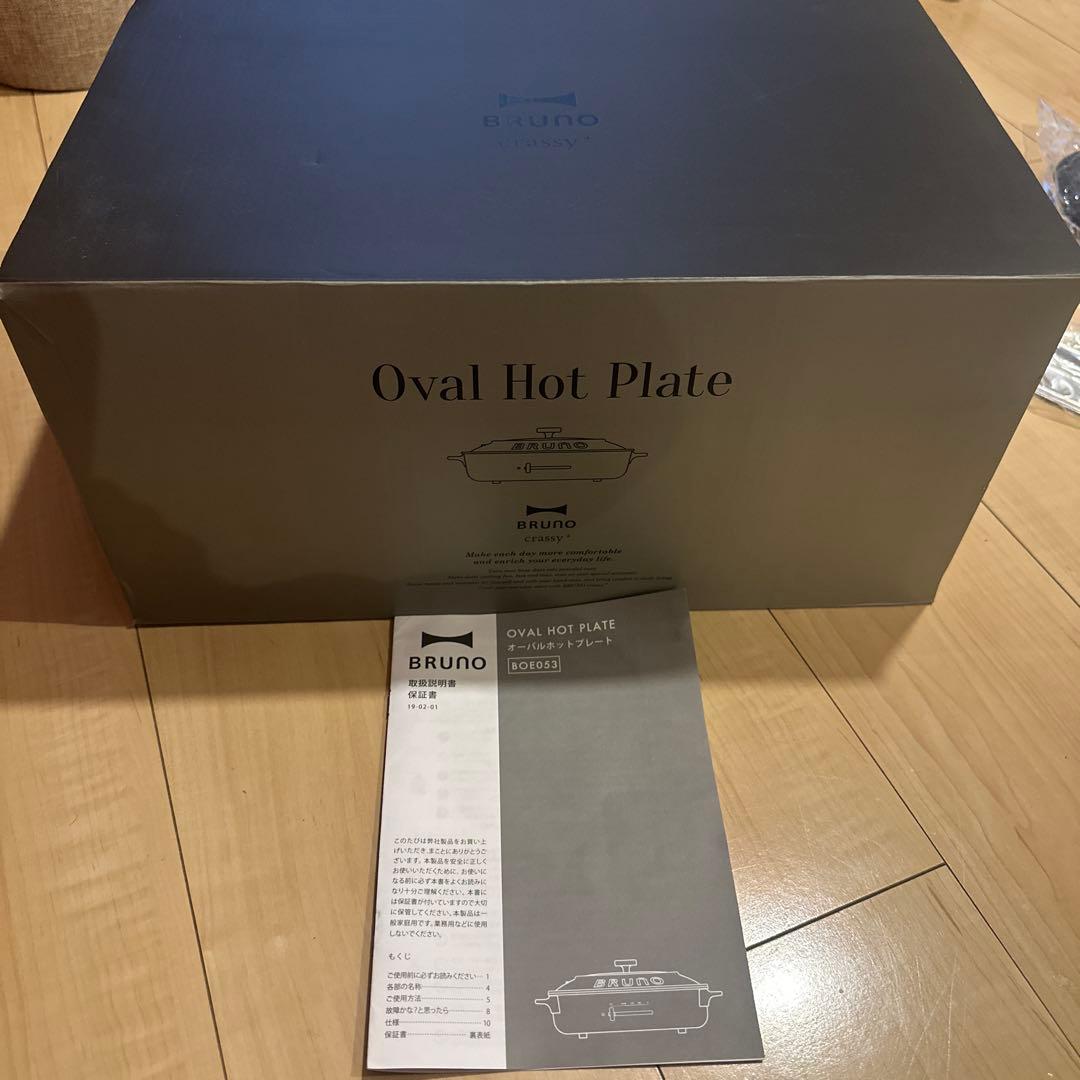 BRUNO
crassy+
Oval Hot Plate
BRUNO
BRUNO
crassy+
Make each day more comfortable
and enrich your everyday life.
BRUNO
取扱説明書
保証書
19-02-01
OVAL HOT PLATE
オーバルホットプレート
BOE053
このたびは弊社製品をお買い上
げいただき、まことにありがとうご
ざいます。本製品を安全に正しく
お使いいただくために、お使いに
なる前に必ず本書をよくお読みに
なり十分ご理解ください。本書に
は保証書が付いていますので大切
に保管してください。本製品は一
般家庭用です。業務用などに使用
しないでください。
もくじ
ご使用前に必ずお読みください… 1
各部の名称 4
ご使用方法 5
故障かな?と思ったら 8
仕様 10
保証書 裏表紙
BRUNO